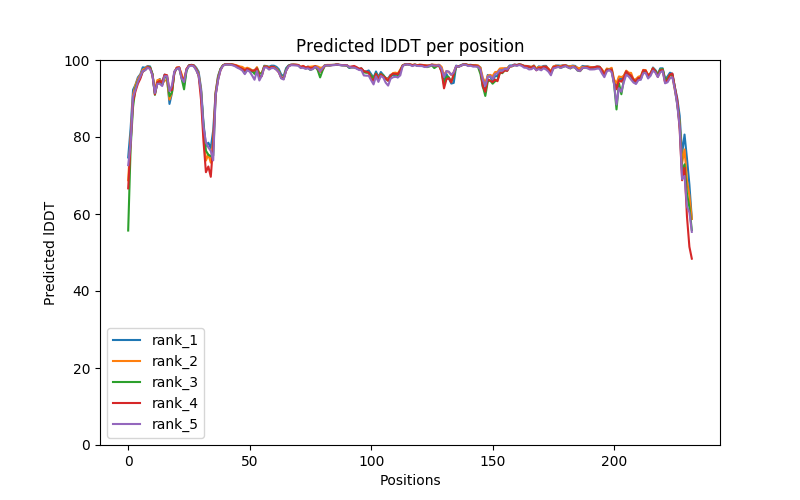 Predicted lDDT per position
100
80
60
40
20
0
Predicted lDDT
rank_1
rank_2
rank_3
rank_4
rank_5
0 50 100 150 200
Positions